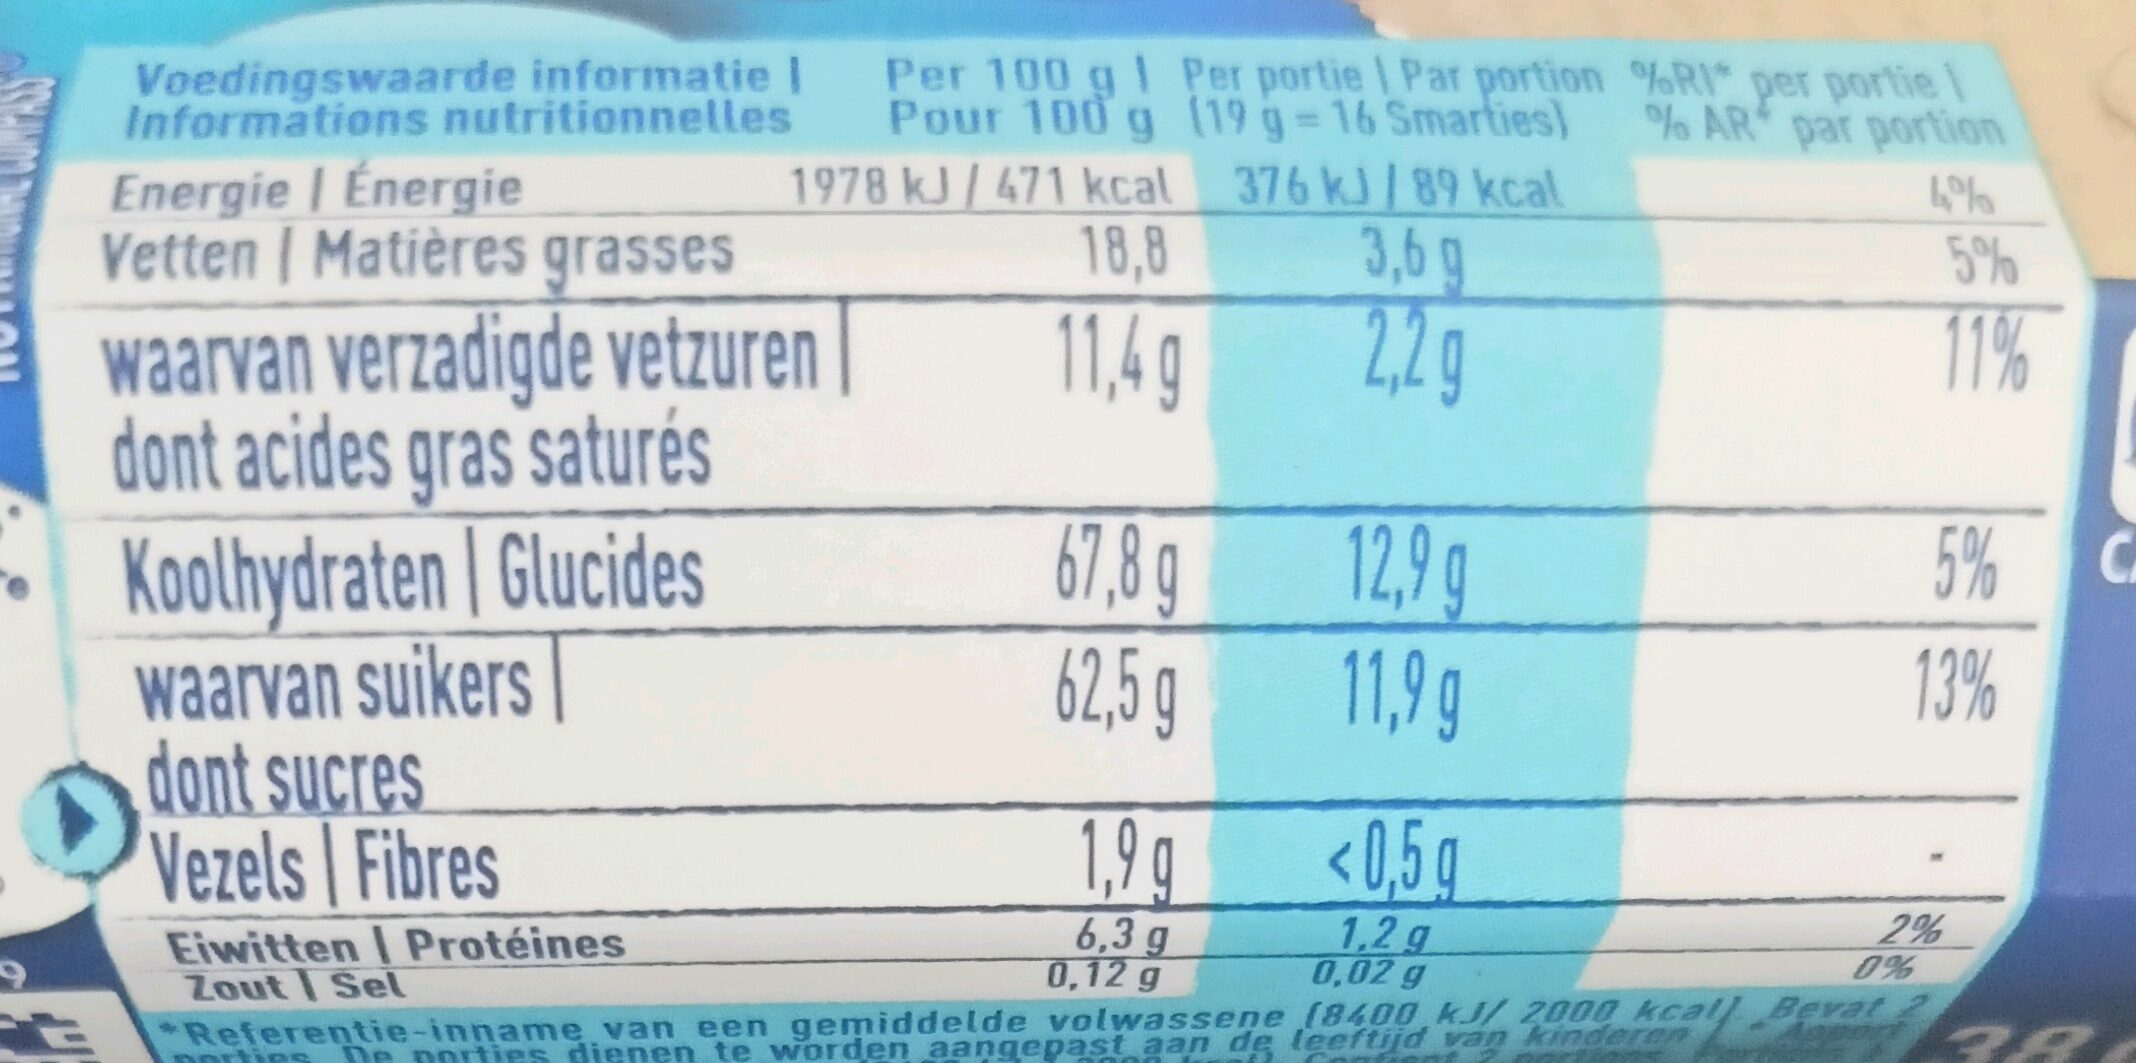 Voedingswaarde informatie | Per 100 g | Per portie | Par portion %RI* per portie |
Informations nutritionnelles Pour 100 g (19 g = 16 Smarties) % AR* par portion
Energie | Énergie 1978 kJ / 471 kcal 376 kJ / 89 kcal 4%
Vetten | Matières grasses 18,8 3,6 g 5%
waarvan verzadigde vetzuren | 11,4 g 2,2 g 11%
dont acides gras saturés
Koolhydraten | Glucides 67,8 g 12,9 g 5%
waarvan suikers | 62,5 g 11,9 g 13%
dont sucres
Vezels | Fibres 1,9 g <0,5 g -
Eiwitten | Protéines 6,3 g 1,2 g 2%
Zout | Sel 0,12 g 0,02 g 0%
*Referentie-inname van een gemiddelde volwassene (8400 kJ/ 2000 kcal). Bevat 2
porties. De porties dienen te worden aangepast aan de leeftijd van kinderen